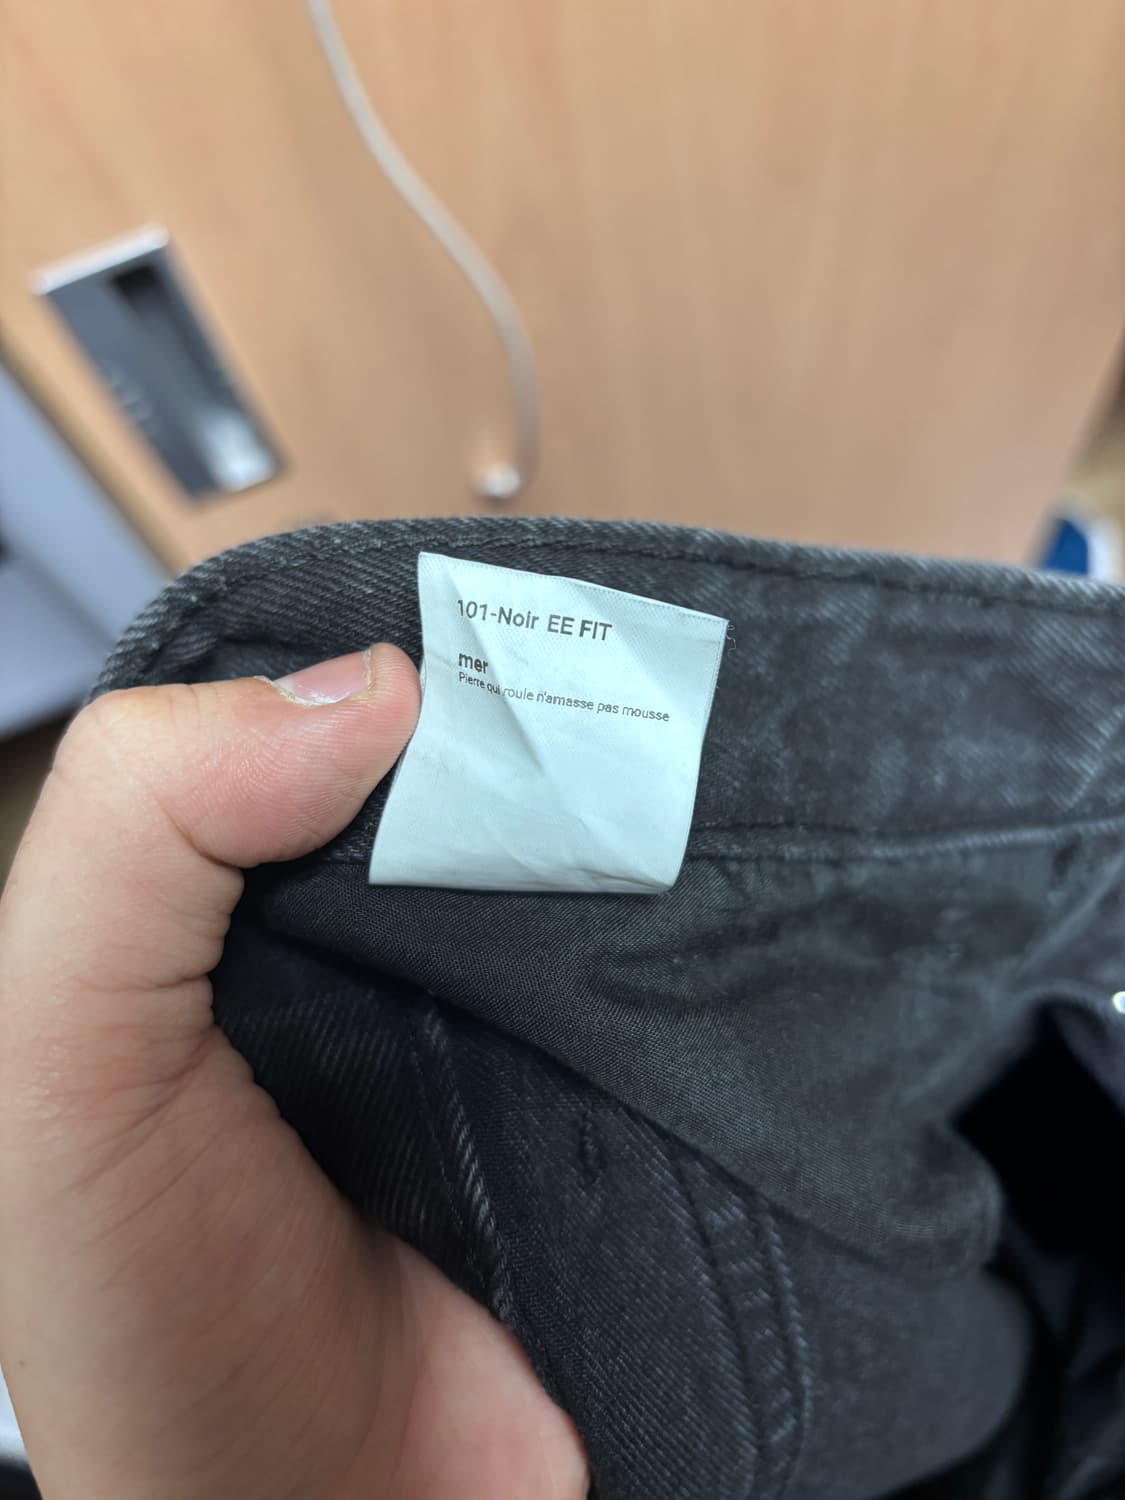 101-Noir EE FIT
mer
Pierre qui roule n'amasse pas mousse